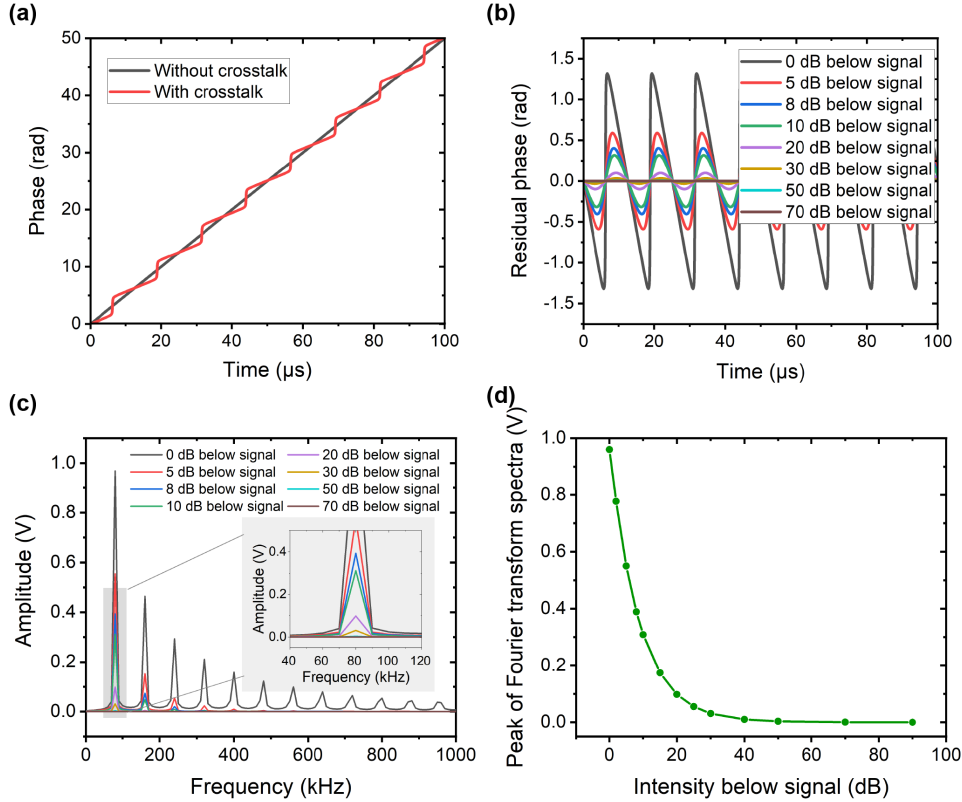 (a)
50
40
30
20
10
0
Phase (rad)
Without crosstalk
With crosstalk
0 20 40 60 80 100
Time (µs)
(b)
1.5
1.0
0.5
0.0
-0.5
-1.0
-1.5
Residual phase (rad)
0 dB below signal
5 dB below signal
8 dB below signal
10 dB below signal
20 dB below signal
30 dB below signal
50 dB below signal
70 dB below signal
0 20 40 60 80 100
Time (µs)
(c)
1.0
0.8
0.6
0.4
0.2
0.0
Amplitude (V)
0 dB below signal 20 dB below signal
5 dB below signal 30 dB below signal
8 dB below signal 50 dB below signal
10 dB below signal 70 dB below signal
0.4
0.2
0.0
Amplitude (V)
40 60 80 100 120
Frequency (kHz)
0 200 400 600 800 1000
Frequency (kHz)
(d)
1.0
0.8
0.6
0.4
0.2
0.0
Peak of Fourier transform spectra (V)
0 20 40 60 80
Intensity below signal (dB)